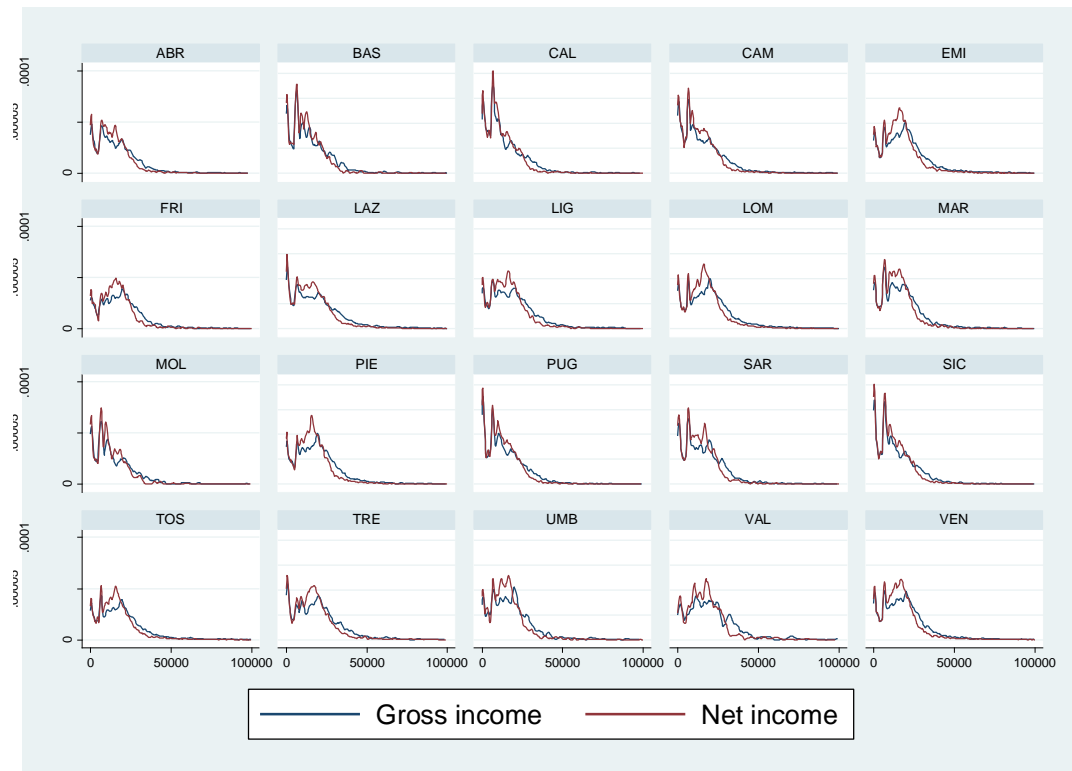 ABR BAS CAL CAM EMI
.0001
0
FRI LAZ LIG LOM MAR
.0001
0
MOL PIE PUG SAR SIC
.0001
0
TOS TRE UMB VAL VEN
.0001
0
0 50000 100000 0 50000 100000 0 50000 100000 0 50000 100000 0 50000 100000
Gross income Net income